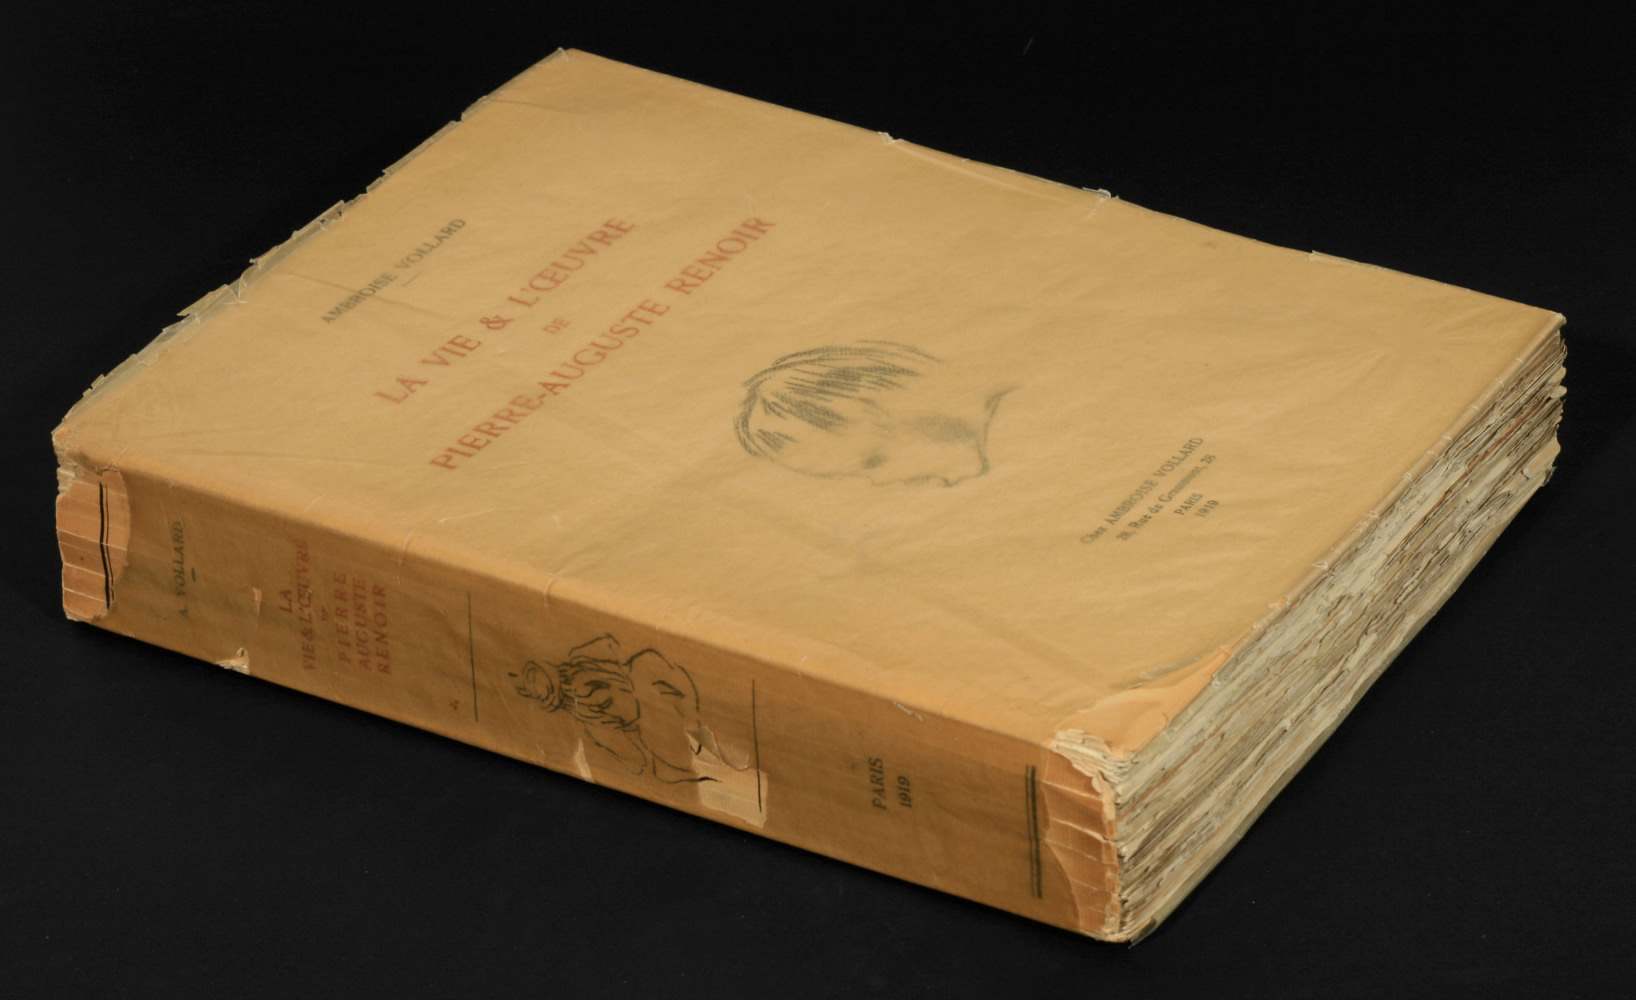 AMBROISE VOLLARD
LA VIE & L'ŒUVRE
DE
PIERRE-AUGUSTE RENOIR
Chez AMBROISE VOLLARD
28, Rue de Grammont, 28
PARIS
1919
A. VOLLARD
LA
VIE & L'ŒUVRE
DE
PIERRE
AUGUSTE
RENOIR
PARIS
1919